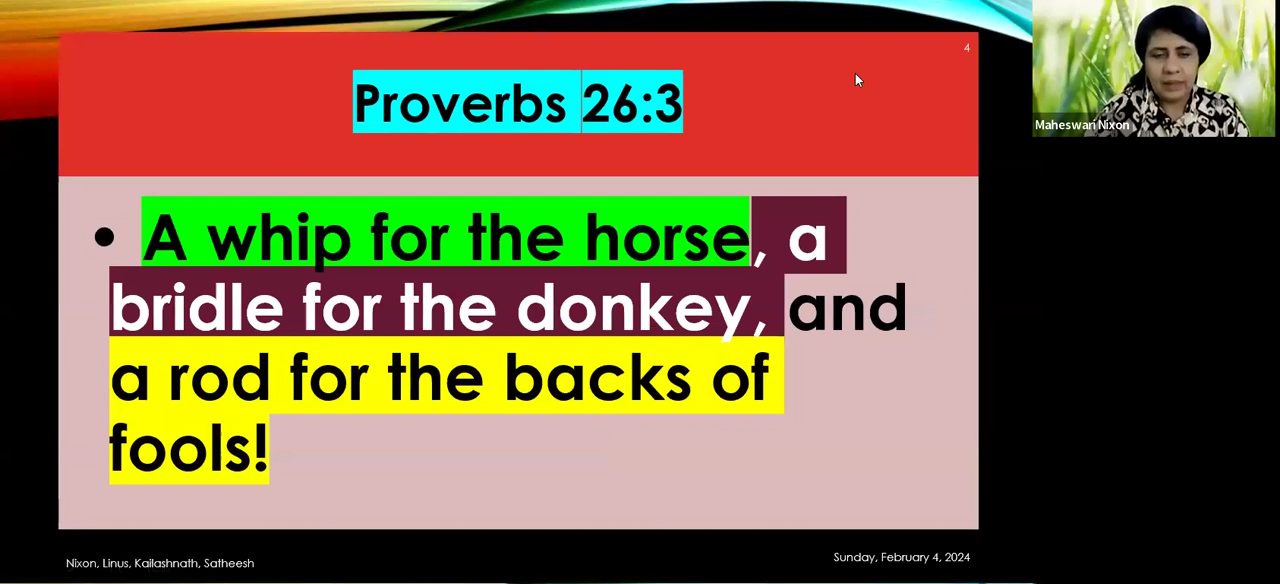 4
Proverbs 26:3
Maheswari Nixon
• A whip for the horse, a
bridle for the donkey, and
a rod for the backs of
fools!
Nixon, Linus, Kailashnath, Satheesh
Sunday, February 4, 2024